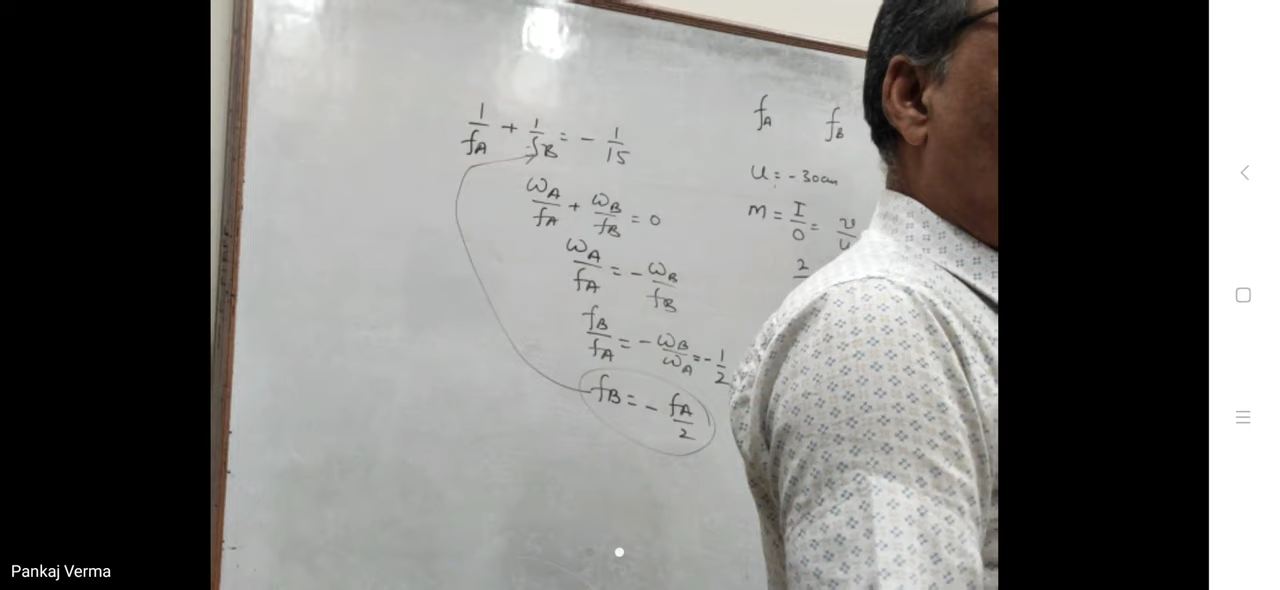 1/fA + 1/fB = - 1/15
ωA/fA + ωB/fB = 0
ωA/fA = - ωB/fB
fB/fA = - ωB/ωA = - 1/2
fB = - fA/2
fA fB
u = -30cm
m = I/O = v/u
2
Pankaj Verma